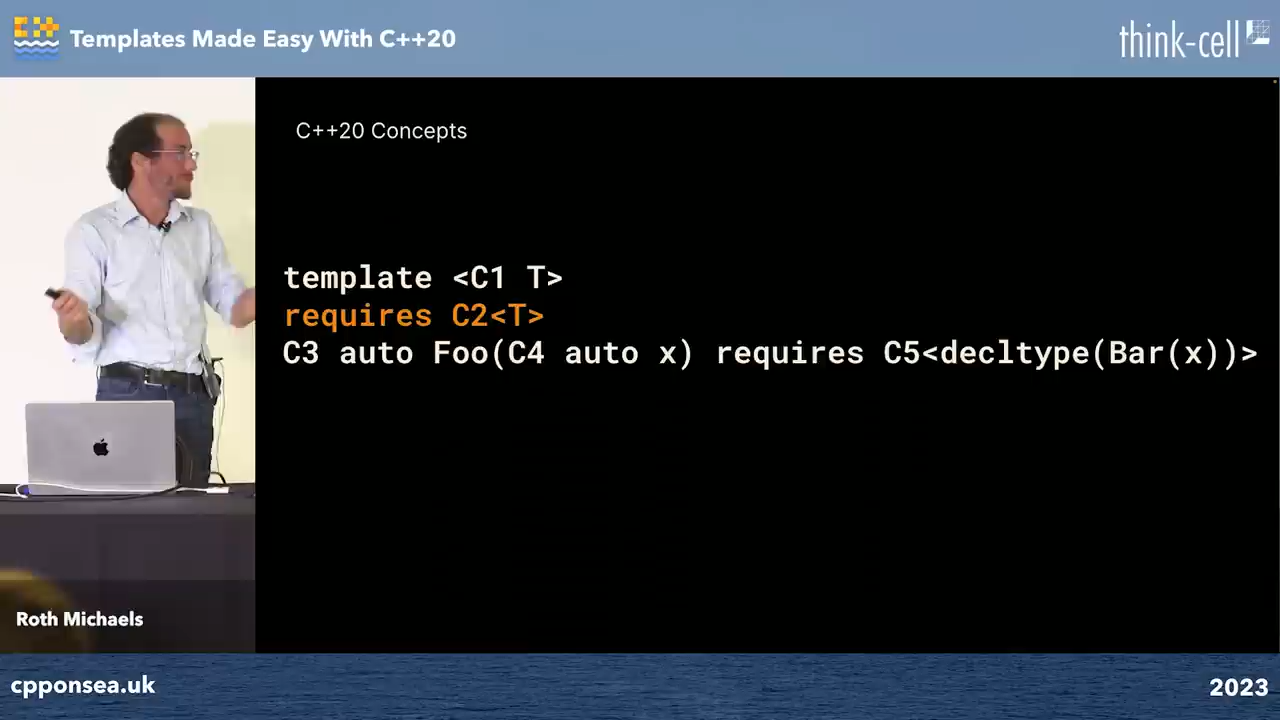 Templates Made Easy With C++20
think-cell
C++20 Concepts
template <C1 T>
requires C2<T>
C3 auto Foo(C4 auto x) requires C5<decltype(Bar(x))>
Roth Michaels
cpponsea.uk
2023